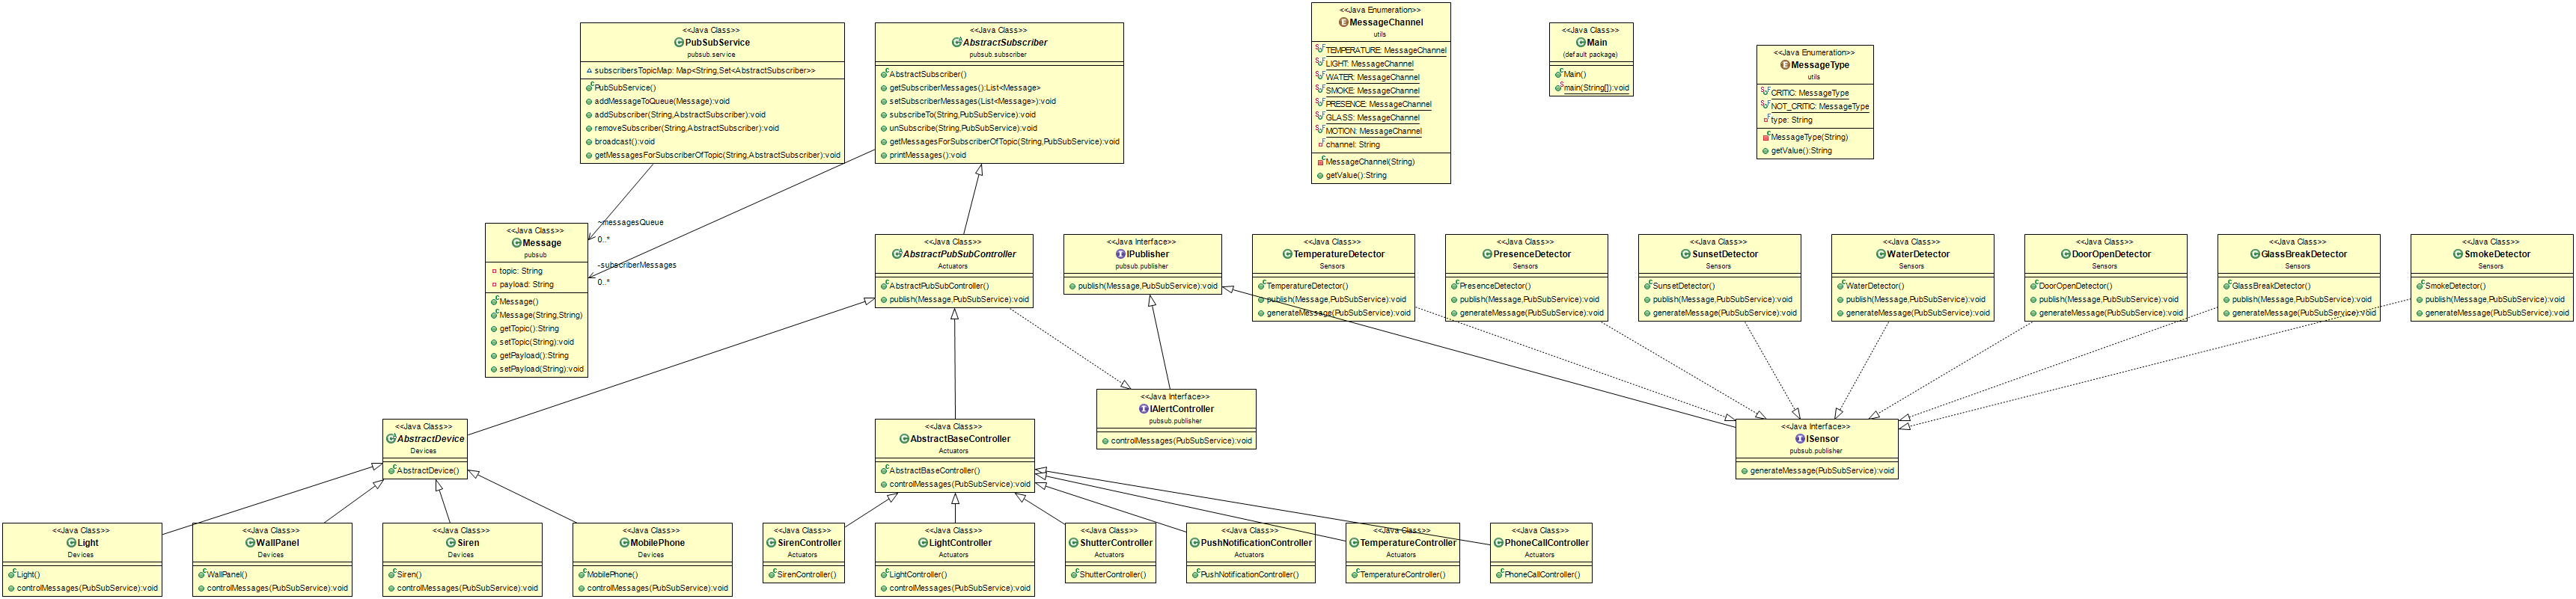 <<Java Class>>
PubSubService
pubsub.service
subscribersTopicMap: Map<String,Set<AbstractSubscriber>>
PubSubService()
addMessageToQueue(Message):void
addSubscriber(String,AbstractSubscriber):void
removeSubscriber(String,AbstractSubscriber):void
broadcast():void
getMessagesForSubscriberOfTopic(String,AbstractSubscriber):void
<<Java Class>>
AbstractSubscriber
pubsub.subscriber
AbstractSubscriber()
getSubscriberMessages():List<Message>
setSubscriberMessages(List<Message>):void
subscribeTo(String,PubSubService):void
unSubscribe(String,PubSubService):void
getMessagesForSubscriberOfTopic(String,PubSubService):void
printMessages():void
<<Java Enumeration>>
MessageChannel
utils
TEMPERATURE: MessageChannel
LIGHT: MessageChannel
WATER: MessageChannel
SMOKE: MessageChannel
PRESENCE: MessageChannel
GLASS: MessageChannel
MOTION: MessageChannel
channel: String
MessageChannel(String)
getValue():String
<<Java Class>>
Main
(default package)
Main()
main(String[]):void
<<Java Enumeration>>
MessageType
utils
CRITIC: MessageType
NOT_CRITIC: MessageType
type: String
MessageType(String)
getValue():String
~messagesQueue
0..*
-subscriberMessages
0..*
<<Java Class>>
Message
pubsub
topic: String
payload: String
Message()
Message(String,String)
getTopic():String
setTopic(String):void
getPayload():String
setPayload(String):void
<<Java Class>>
AbstractPubSubController
Actuators
AbstractPubSubController()
publish(Message,PubSubService):void
<<Java Interface>>
IPublisher
pubsub.publisher
publish(Message,PubSubService):void
<<Java Class>>
TemperatureDetector
Sensors
TemperatureDetector()
publish(Message,PubSubService):void
generateMessage(PubSubService):void
<<Java Class>>
PresenceDetector
Sensors
PresenceDetector()
publish(Message,PubSubService):void
generateMessage(PubSubService):void
<<Java Class>>
SunsetDetector
Sensors
SunsetDetector()
publish(Message,PubSubService):void
generateMessage(PubSubService):void
<<Java Class>>
WaterDetector
Sensors
WaterDetector()
publish(Message,PubSubService):void
generateMessage(PubSubService):void
<<Java Class>>
DoorOpenDetector
Sensors
DoorOpenDetector()
publish(Message,PubSubService):void
generateMessage(PubSubService):void
<<Java Class>>
GlassBreakDetector
Sensors
GlassBreakDetector()
publish(Message,PubSubService):void
generateMessage(PubSubService):void
<<Java Class>>
SmokeDetector
Sensors
SmokeDetector()
publish(Message,PubSubService):void
generateMessage(PubSubService):void
<<Java Interface>>
IAlertController
pubsub.publisher
controlMessages(PubSubService):void
<<Java Class>>
AbstractDevice
Devices
AbstractDevice()
<<Java Class>>
AbstractBaseController
Actuators
AbstractBaseController()
controlMessages(PubSubService):void
<<Java Interface>>
ISensor
pubsub.publisher
generateMessage(PubSubService):void
<<Java Class>>
Light
Devices
Light()
controlMessages(PubSubService):void
<<Java Class>>
WallPanel
Devices
WallPanel()
controlMessages(PubSubService):void
<<Java Class>>
Siren
Devices
Siren()
controlMessages(PubSubService):void
<<Java Class>>
MobilePhone
Devices
MobilePhone()
controlMessages(PubSubService):void
<<Java Class>>
SirenController
Actuators
SirenController()
<<Java Class>>
LightController
Actuators
LightController()
controlMessages(PubSubService):void
<<Java Class>>
ShutterController
Actuators
ShutterController()
<<Java Class>>
PushNotificationController
Actuators
PushNotificationController()
<<Java Class>>
TemperatureController
Actuators
TemperatureController()
<<Java Class>>
PhoneCallController
Actuators
PhoneCallController()